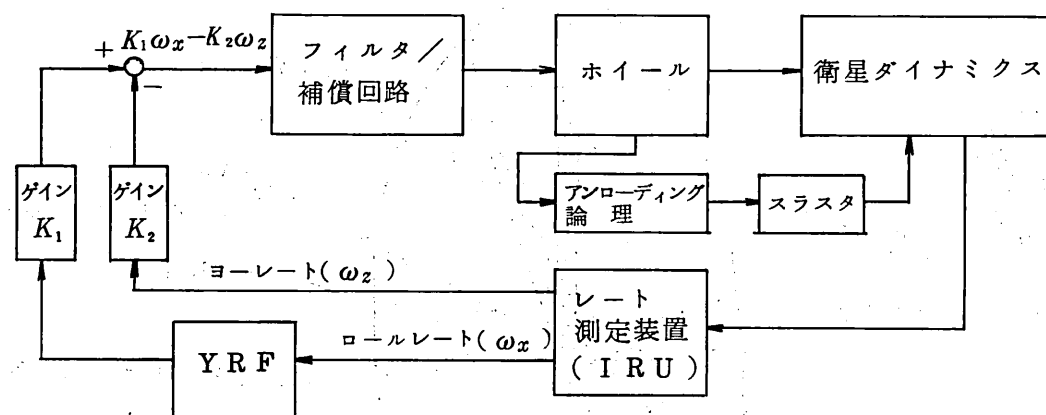 + K₁ωₓ−K₂ω_z
−
フィルタ／
補償回路
ホイール
衛星ダイナミクス
アンローディング
論 理
スラスタ
ゲイン
K₁
ゲイン
K₂
ヨーレート(ω_z)
レート
測定装置
(IRU)
ロールレート(ωₓ)
YRF